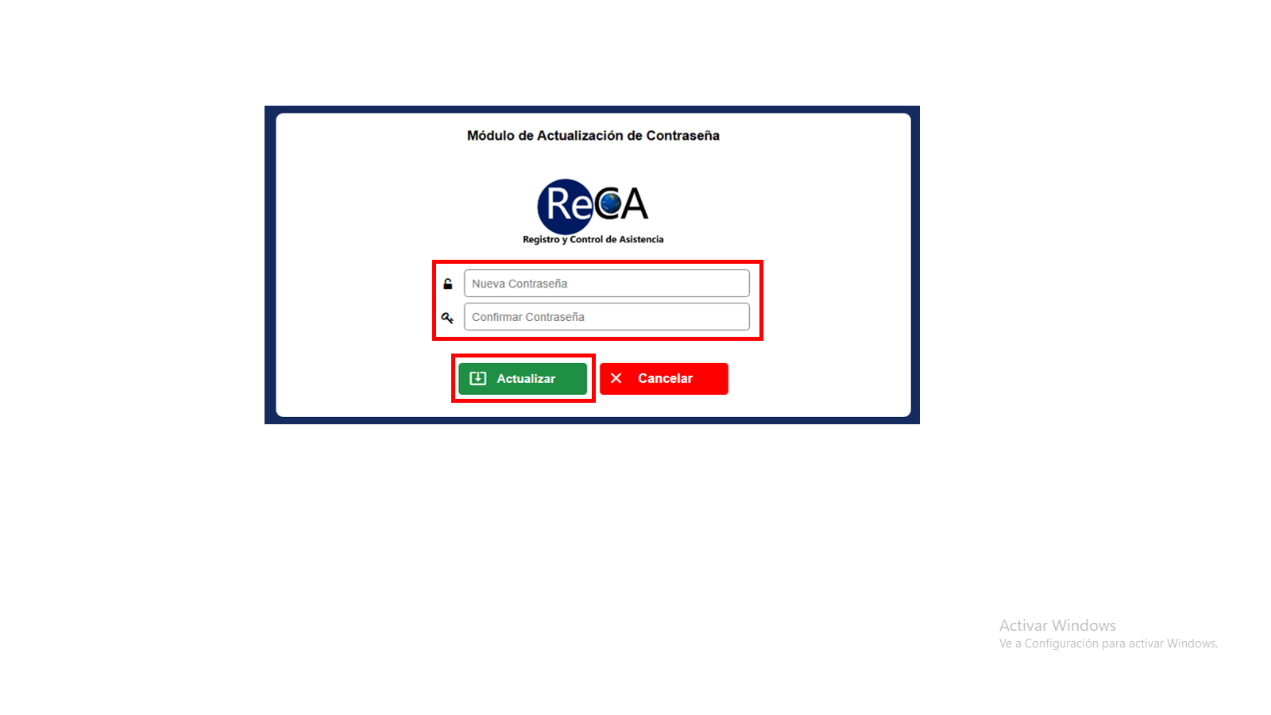 Módulo de Actualización de Contraseña
ReCA
Registro y Control de Asistencia
Nueva Contraseña
Confirmar Contraseña
Actualizar
Cancelar
Activar Windows
Ve a Configuración para activar Windows.